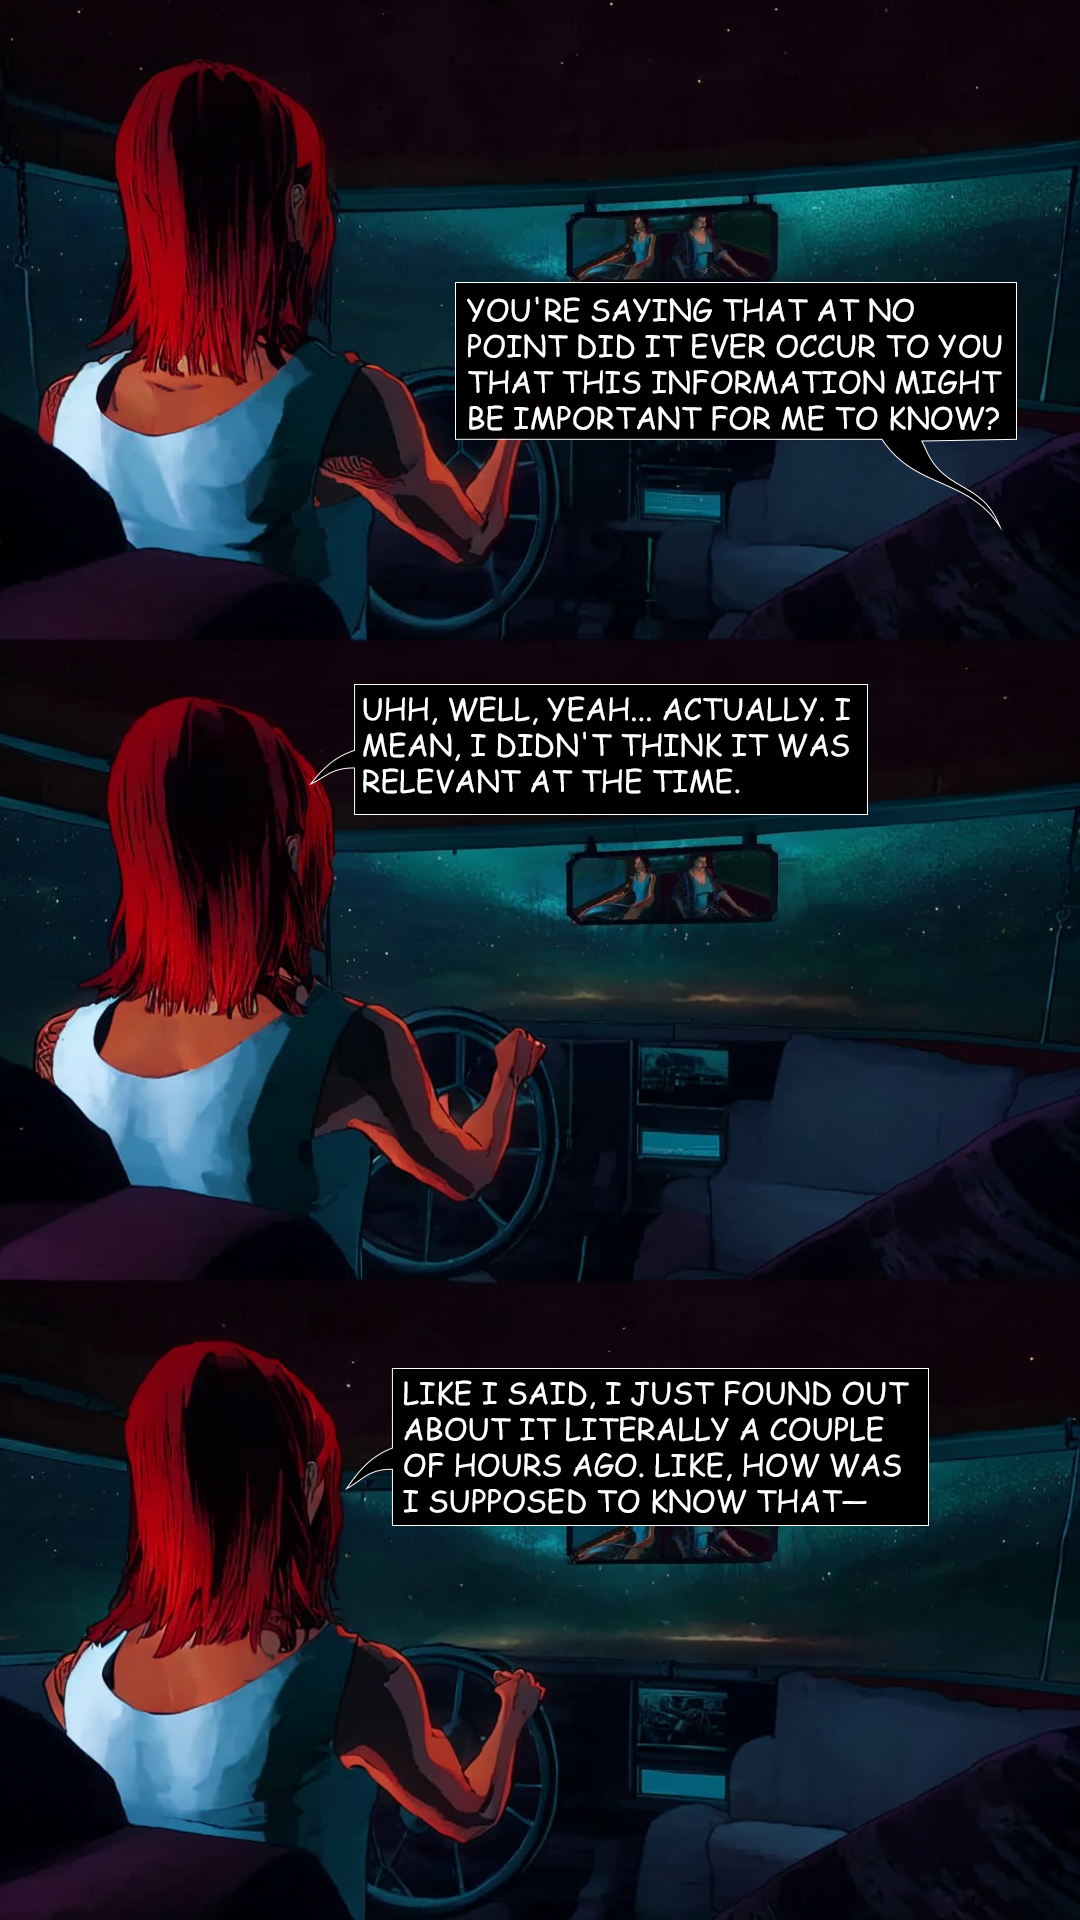 YOU'RE SAYING THAT AT NO
POINT DID IT EVER OCCUR TO YOU
THAT THIS INFORMATION MIGHT
BE IMPORTANT FOR ME TO KNOW?
UHH, WELL, YEAH... ACTUALLY. I
MEAN, I DIDN'T THINK IT WAS
RELEVANT AT THE TIME.
LIKE I SAID, I JUST FOUND OUT
ABOUT IT LITERALLY A COUPLE
OF HOURS AGO. LIKE, HOW WAS
I SUPPOSED TO KNOW THAT—